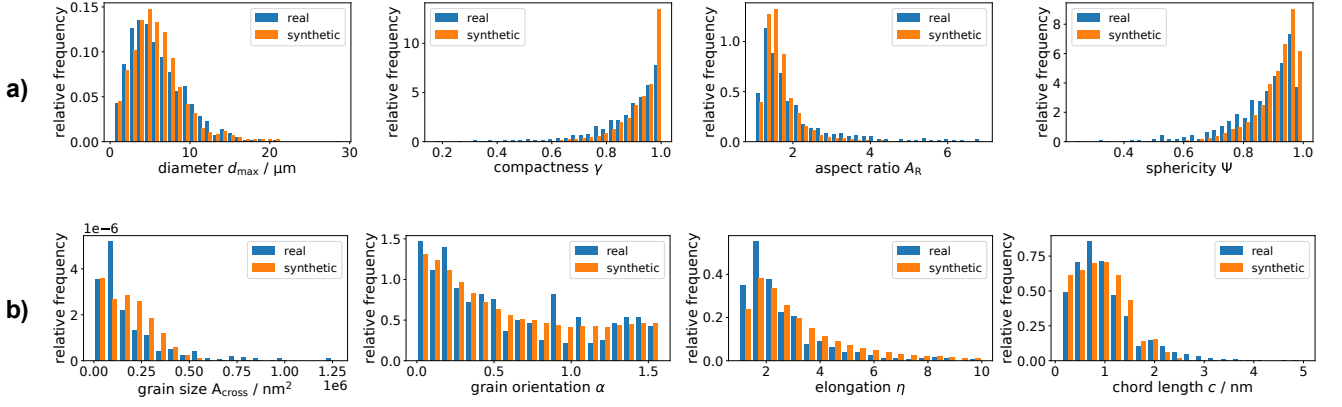 a)
relative frequency
0.00
0.05
0.10
0.15
0
10
20
30
diameter d_max / μm
real
synthetic
relative frequency
0
5
10
0.2
0.4
0.6
0.8
1.0
compactness γ
real
synthetic
relative frequency
0.0
0.5
1.0
2
4
6
aspect ratio A_R
real
synthetic
relative frequency
0
2
4
6
8
0.4
0.6
0.8
1.0
sphericity Ψ
real
synthetic
b)
1e−6
relative frequency
0
2
4
0.00
0.25
0.50
0.75
1.00
1.25
1e6
grain size A_cross / nm²
real
synthetic
relative frequency
0.0
0.5
1.0
1.5
0.0
0.5
1.0
1.5
grain orientation α
real
synthetic
relative frequency
0.0
0.2
0.4
2
4
6
8
10
elongation η
real
synthetic
relative frequency
0.00
0.25
0.50
0.75
0
1
2
3
4
5
chord length c / nm
real
synthetic